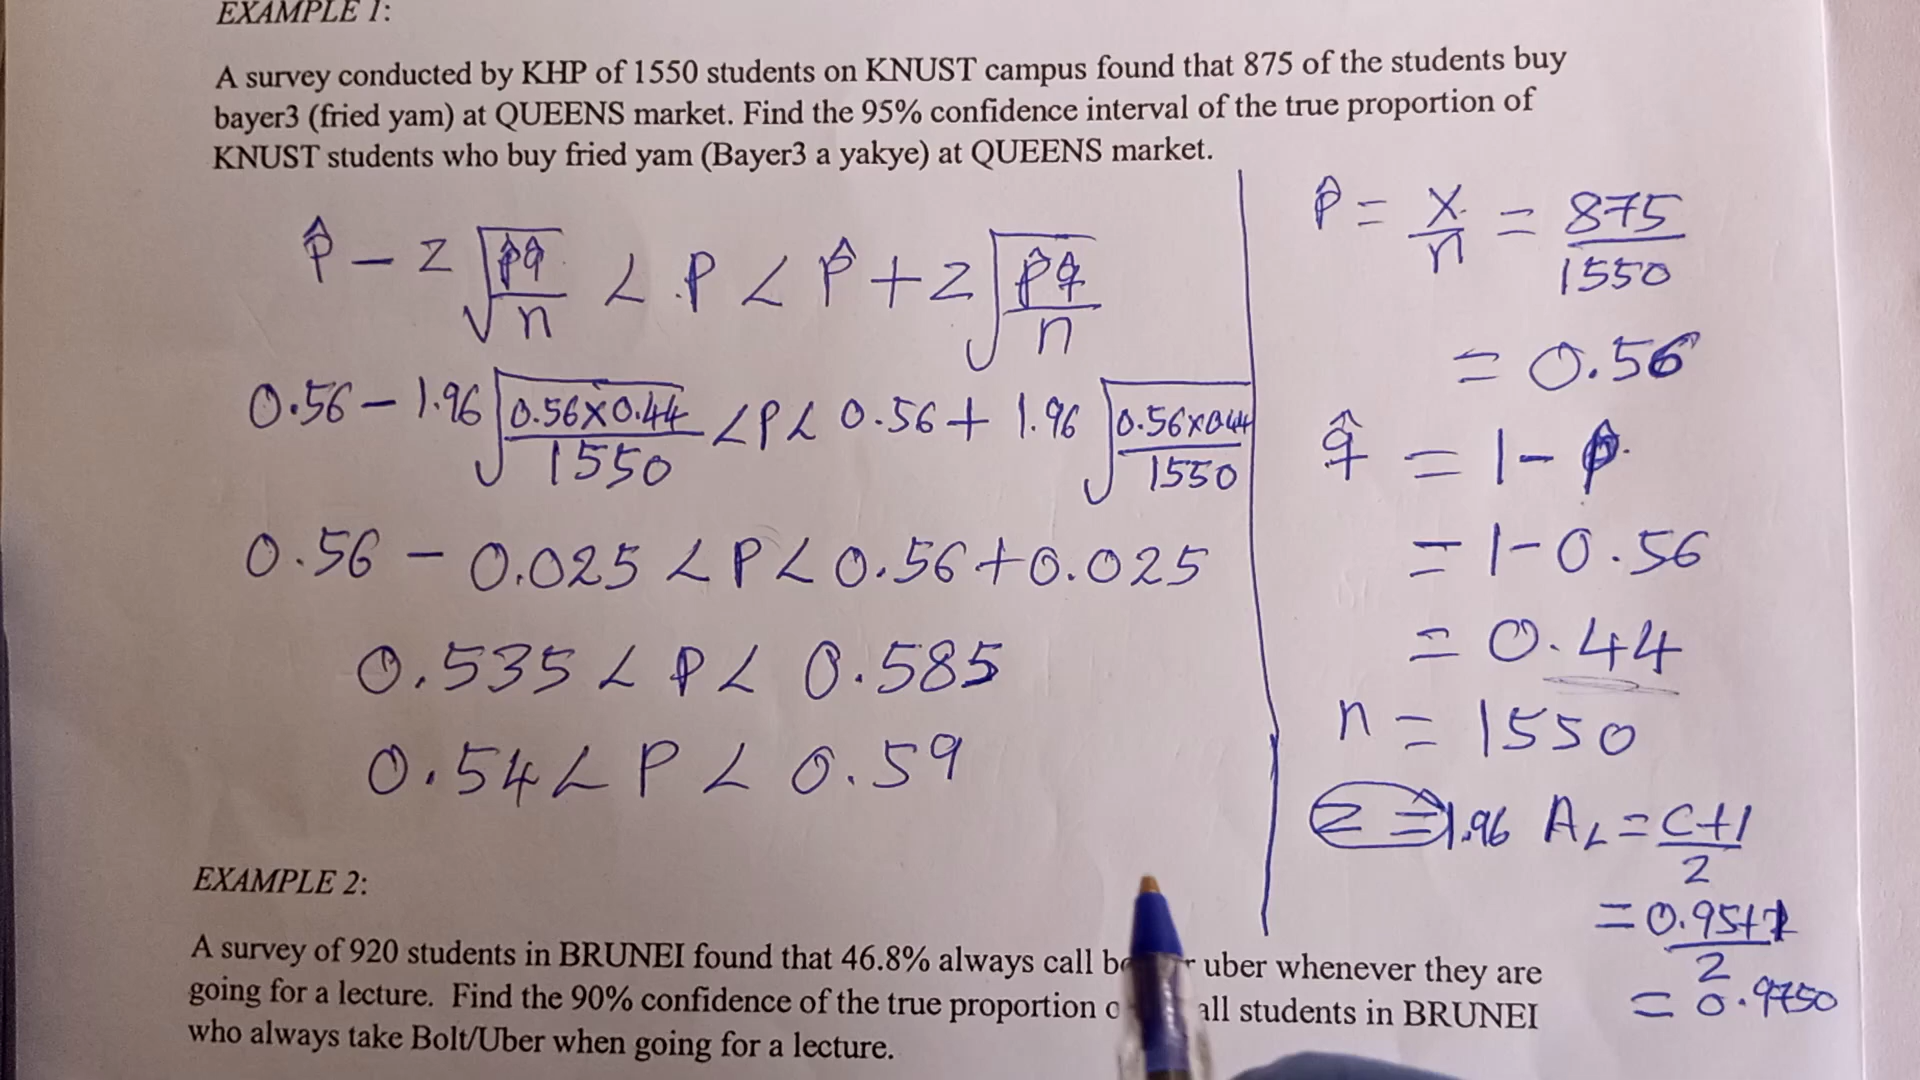 EXAMPLE 1:
A survey conducted by KHP of 1550 students on KNUST campus found that 875 of the students buy
bayer3 (fried yam) at QUEENS market. Find the 95% confidence interval of the true proportion of
KNUST students who buy fried yam (Bayer3 a yakye) at QUEENS market.
p̂ - z √(p̂q̂/n) < P < p̂ + z √(p̂q̂/n)
0.56 - 1.96 √(0.56×0.44/1550) < P < 0.56 + 1.96 √(0.56×0.44/1550)
0.56 - 0.025 < P < 0.56 + 0.025
0.535 < P < 0.585
0.54 < P < 0.59
p̂ = x/n = 875/1550
= 0.56
q̂ = 1 - p̂
= 1 - 0.56
= 0.44
n = 1550
z = 1.96 A_L = C+1/2
= 0.95+1/2
= 0.9750
EXAMPLE 2:
A survey of 920 students in BRUNEI found that 46.8% always call uber whenever they are
going for a lecture. Find the 90% confidence of the true proportion all students in BRUNEI
who always take Bolt/Uber when going for a lecture.